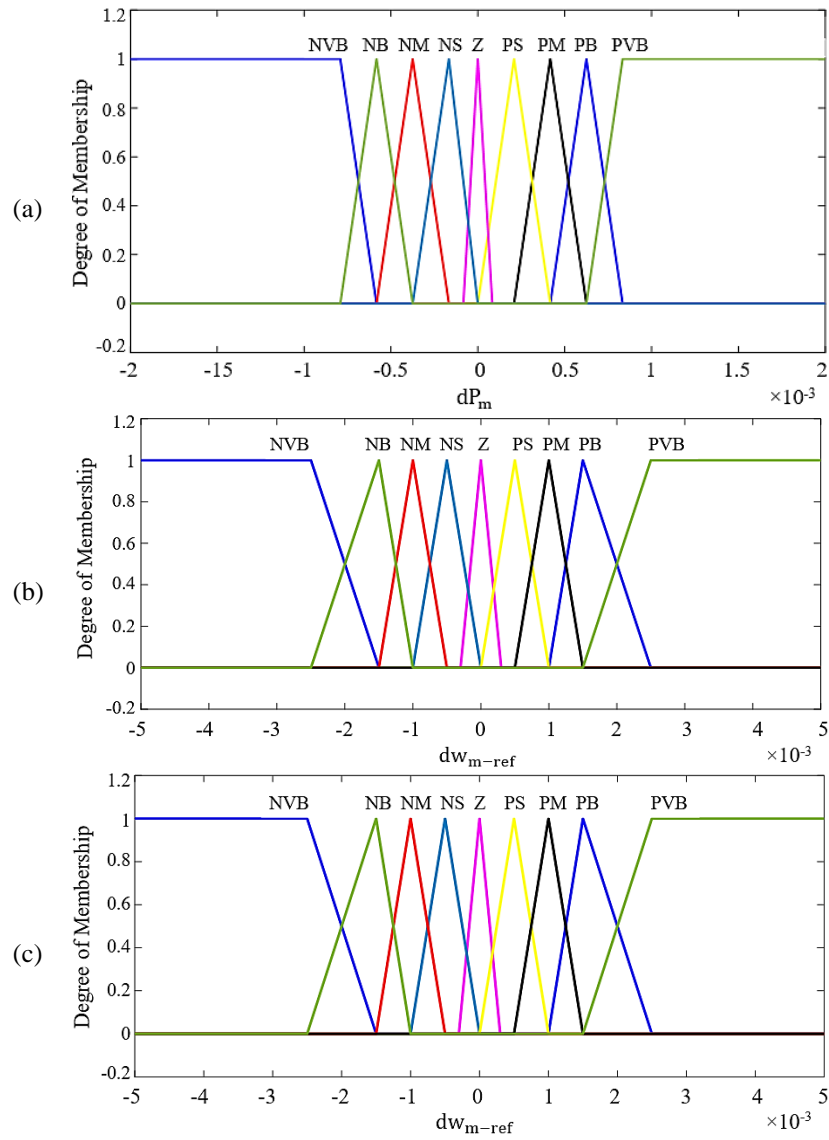 1.2
NVB NB NM NS Z PS PM PB PVB
1
0.8
0.6
0.4
0.2
0
-0.2
Degree of Membership
(a)
-2 -1 -1 -0.5 0 0.5 1 1 2
dPₘ ×10⁻³
1.2
NVB NB NM NS Z PS PM PB PVB
1
0.8
0.6
0.4
0.2
0
-0.2
Degree of Membership
(b)
-5 -4 -3 -2 -1 0 1 2 3 4 5
dwₘ₋ref ×10⁻³
1.2
NVB NB NM NS Z PS PM PB PVB
1
0.8
0.6
0.4
0.2
0
-0.2
Degree of Membership
(c)
-5 -4 -3 -2 -1 0 1 2 3 4 5
dwₘ₋ref ×10⁻³